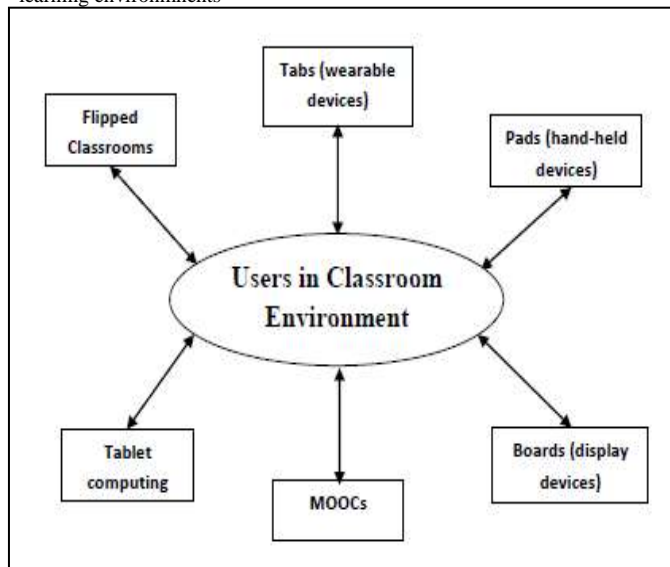 learning environments
Tabs (wearable
devices)
Flipped
Classrooms
Pads (hand-held
devices)
Users in Classroom
Environment
Tablet
computing
MOOCs
Boards (display
devices)